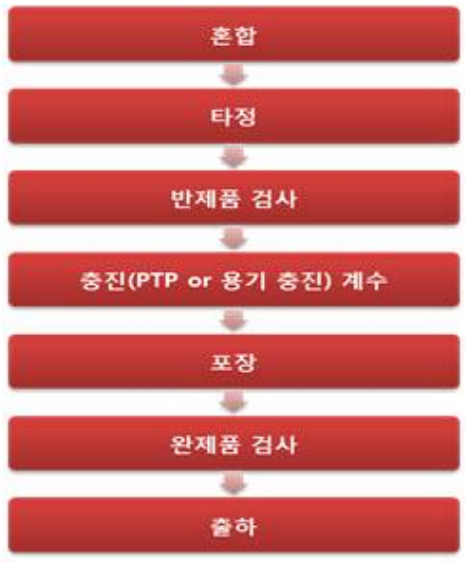 혼합
타정
반제품 검사
충진(PTP or 용기 충진) 계수
포장
완제품 검사
출하